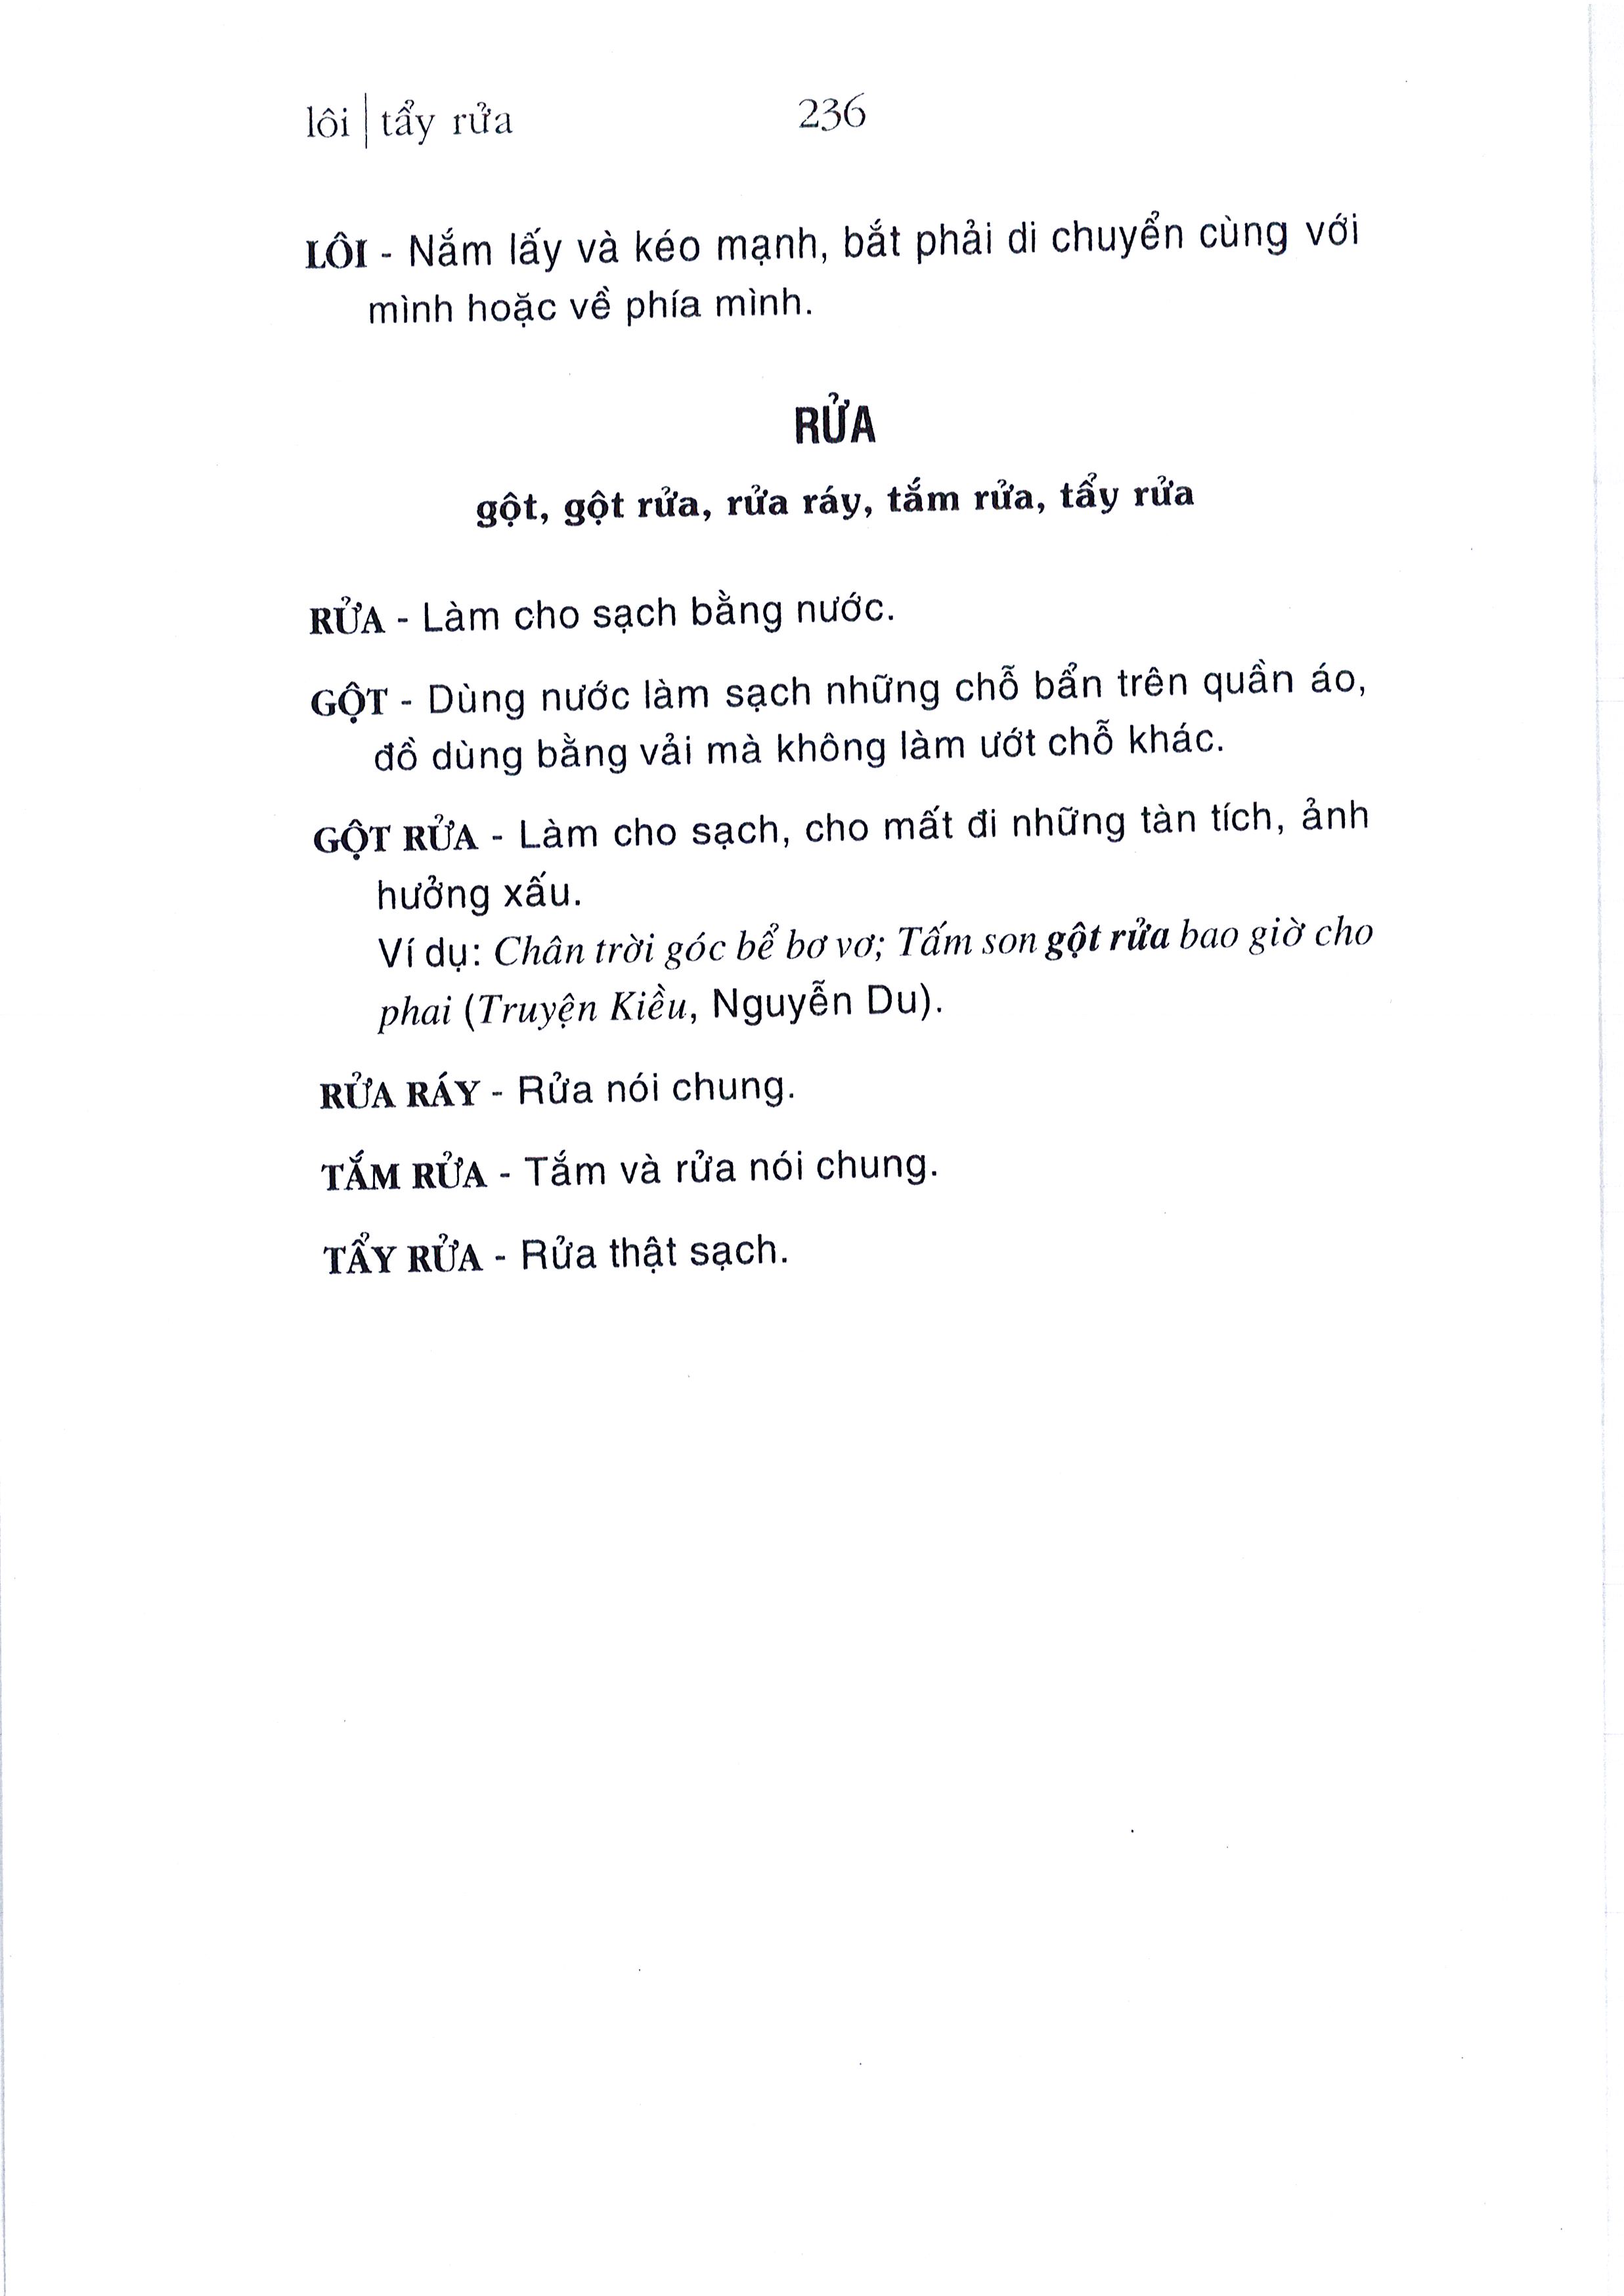 lôi | tẩy rửa 236
LÔI - Nắm lấy và kéo mạnh, bắt phải di chuyển cùng với
mình hoặc về phía mình.
RỬA
gột, gột rửa, rửa ráy, tắm rửa, tẩy rửa
RỬA - Làm cho sạch bằng nước.
GỘT - Dùng nước làm sạch những chỗ bẩn trên quần áo,
đồ dùng bằng vải mà không làm ướt chỗ khác.
GỘT RỬA - Làm cho sạch, cho mất đi những tàn tích, ảnh
hưởng xấu.
Ví dụ: Chân trời góc bể bơ vơ; Tấm son gột rửa bao giờ cho
phai (Truyện Kiều, Nguyễn Du).
RỬA RÁY - Rửa nói chung.
TẮM RỬA - Tắm và rửa nói chung.
TẨY RỬA - Rửa thật sạch.